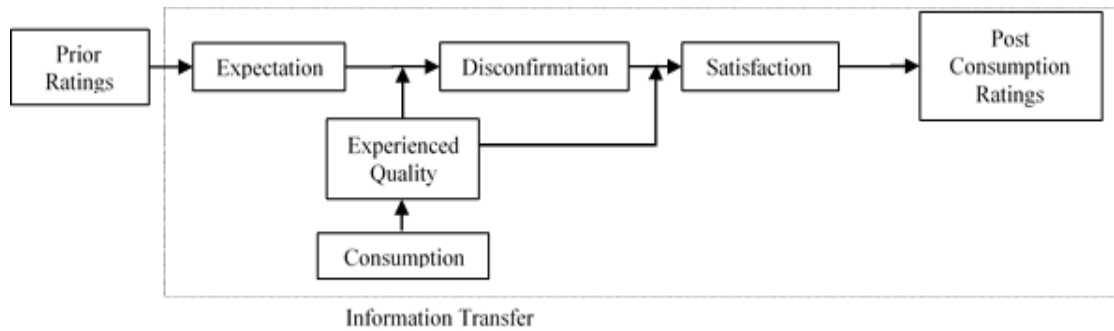 Prior
Ratings
Expectation
Disconfirmation
Satisfaction
Post
Consumption
Ratings
Experienced
Quality
Consumption
Information Transfer